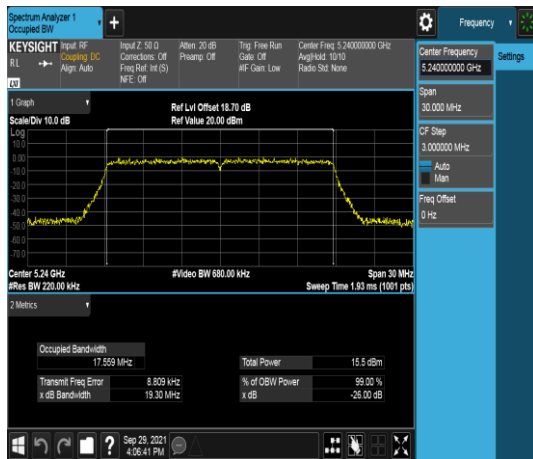 Spectrum Analyzer 1
Occupied BW
Frequency
KEYSIGHT
RL
LXI
Input: RF
Coupling: DC
Align: Auto
Input Z: 50 Ω
Corrections: Off
Freq Ref: Int (S)
NFE: Off
Atten: 20 dB
Preamp: Off
Trig: Free Run
Gate: Off
#IF Gain: Low
Center Freq: 5.240000000 GHz
Avg|Hold: 10/10
Radio Std: None
Center Frequency
5.240000000 GHz
Settings
Span
30.000 MHz
CF Step
3.000000 MHz
Auto
Man
Freq Offset
0 Hz
1 Graph
Scale/Div 10.0 dB
Ref Lvl Offset 18.70 dB
Ref Value 20.00 dBm
Log
10.0
0.00
-10.0
-20.0
-30.0
-40.0
-50.0
-60.0
-70.0
Center 5.24 GHz
#Res BW 220.00 kHz
#Video BW 680.00 kHz
Span 30 MHz
Sweep Time 1.93 ms (1001 pts)
2 Metrics
Occupied Bandwidth
17.559 MHz
Total Power 15.5 dBm
Transmit Freq Error 8.809 kHz
% of OBW Power 99.00 %
x dB Bandwidth 19.30 MHz
x dB -26.00 dB
?
Sep 29, 2021
4:06:41 PM